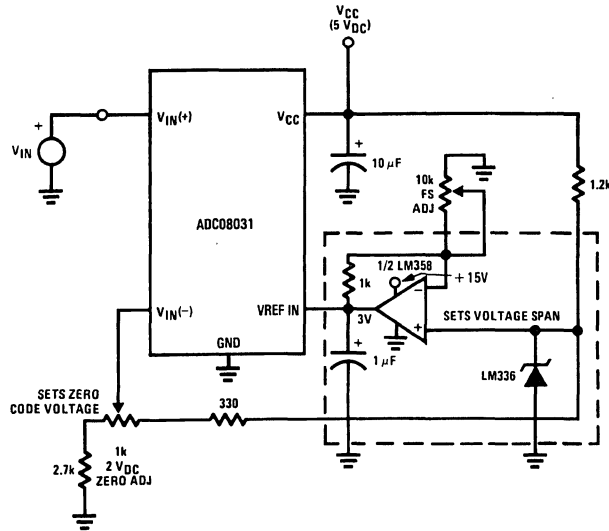 VCC
(5 VDC)
VIN(+)
VCC
+
VIN
+
10 µF
10k
FS
ADJ
1.2k
ADC08031
1/2 LM358
+ 15V
1k
−
VIN(−)
VREF IN
3V
+
SETS VOLTAGE SPAN
GND
+
1 µF
LM336
SETS ZERO
CODE VOLTAGE
330
1k
2 VDC
ZERO ADJ
2.7k